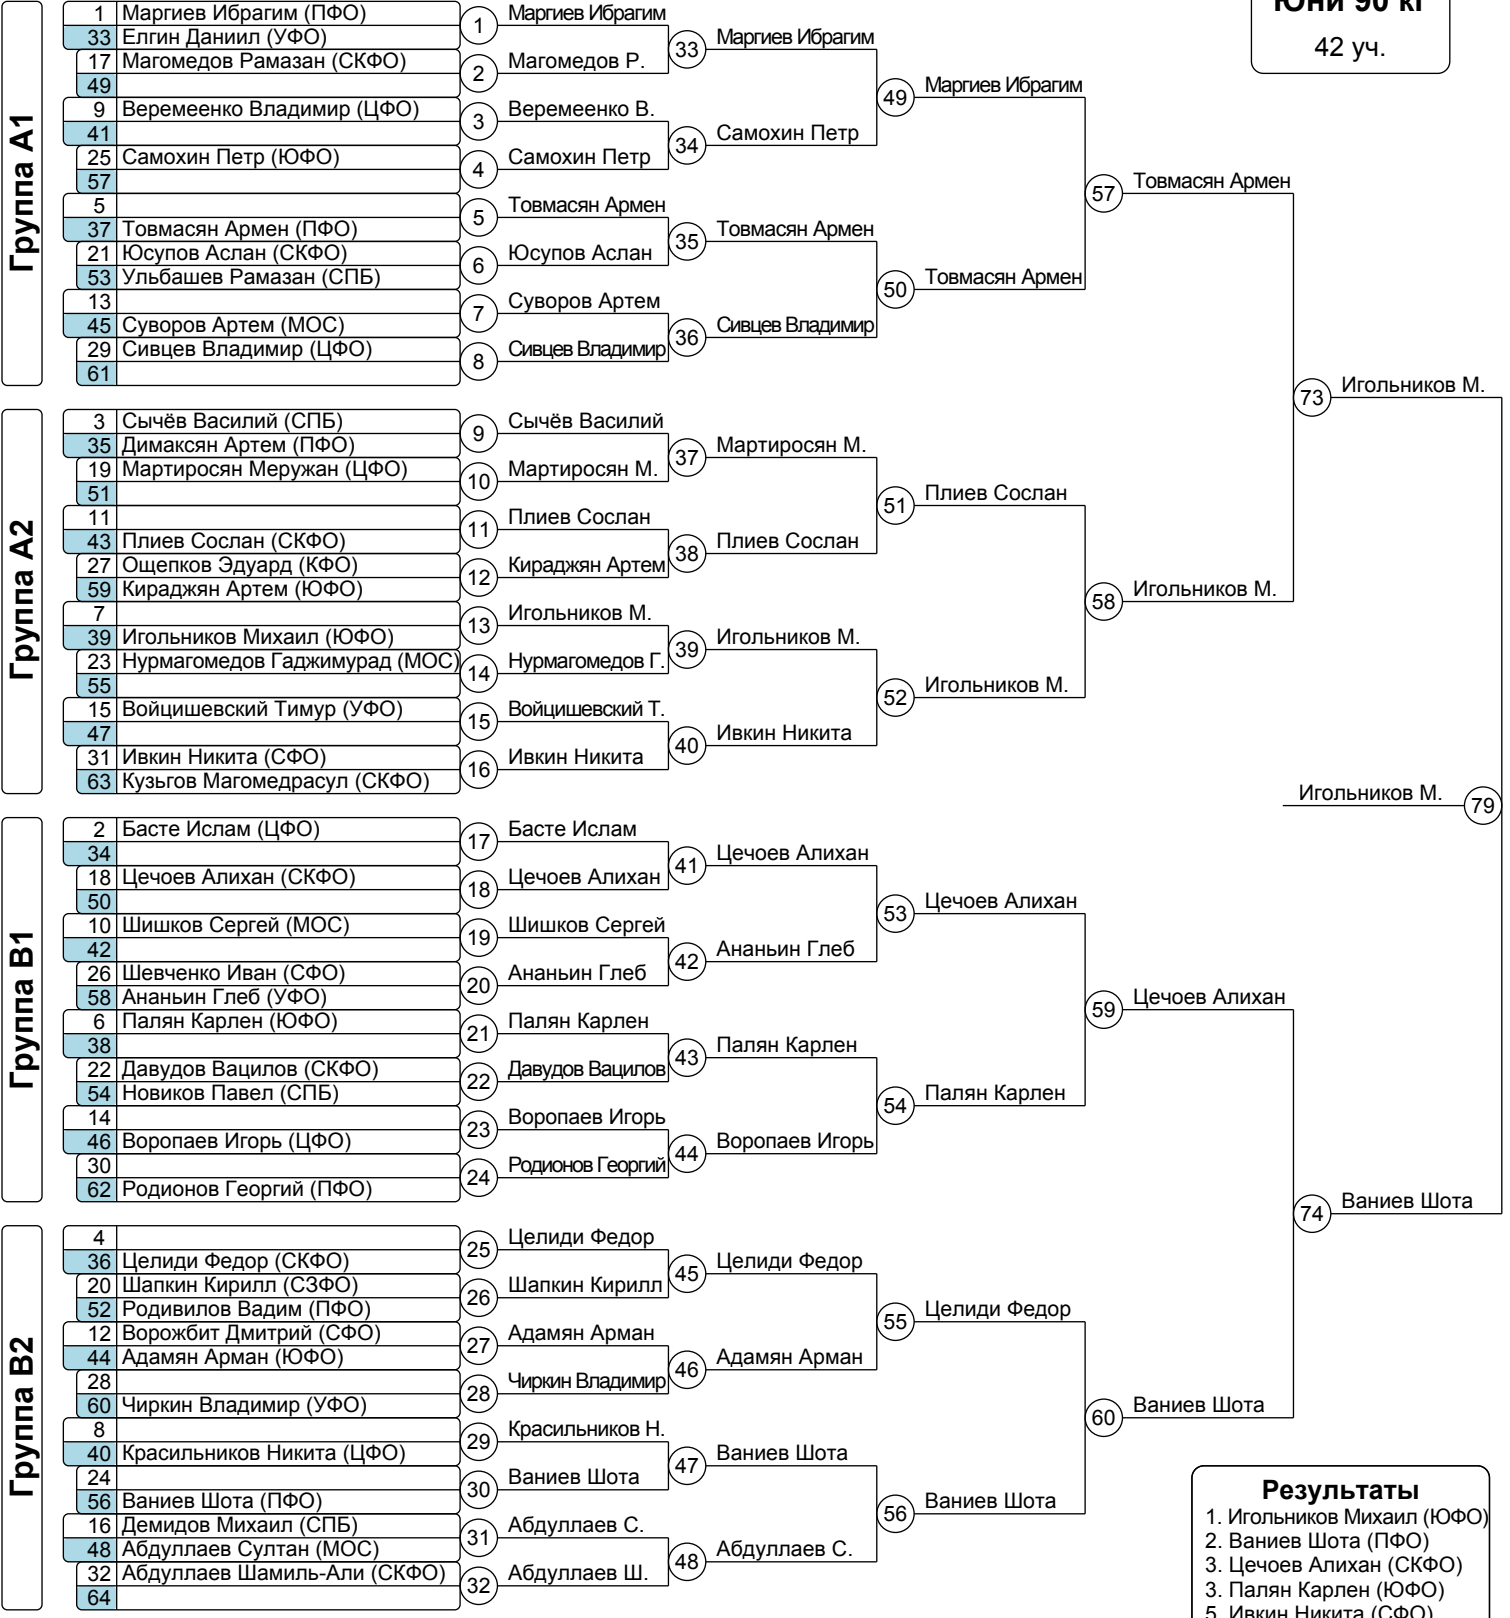 Юни 90 кг
42 уч.
Группа A1
1 Маргиев Ибрагим (ПФО)
33 Елгин Даниил (УФО)
17 Магомедов Рамазан (СКФО)
49
9 Веремеенко Владимир (ЦФО)
41
25 Самохин Петр (ЮФО)
57
5
37 Товмасян Армен (ПФО)
21 Юсупов Аслан (СКФО)
53 Ульбашев Рамазан (СПБ)
13
45 Суворов Артем (МОС)
29 Сивцев Владимир (ЦФО)
61
1 Маргиев Ибрагим
2 Магомедов Р.
3 Веремеенко В.
4 Самохин Петр
5 Товмасян Армен
6 Юсупов Аслан
7 Суворов Артем
8 Сивцев Владимир
33 Маргиев Ибрагим
34 Самохин Петр
35 Товмасян Армен
36 Сивцев Владимир
49 Маргиев Ибрагим
50 Товмасян Армен
57 Товмасян Армен
Группа A2
3 Сычёв Василий (СПБ)
35 Димаксян Артем (ПФО)
19 Мартиросян Меружан (ЦФО)
51
11
43 Плиев Сослан (СКФО)
27 Ощепков Эдуард (КФО)
59 Кираджян Артем (ЮФО)
7
39 Игольников Михаил (ЮФО)
23 Нурмагомедов Гаджимурад (МОС)
55
15 Войцишевский Тимур (УФО)
47
31 Ивкин Никита (СФО)
63 Кузьгов Магомедрасул (СКФО)
9 Сычёв Василий
10 Мартиросян М.
11 Плиев Сослан
12 Кираджян Артем
13 Игольников М.
14 Нурмагомедов Г.
15 Войцишевский Т.
16 Ивкин Никита
37 Мартиросян М.
38 Плиев Сослан
39 Игольников М.
40 Ивкин Никита
51 Плиев Сослан
52 Игольников М.
58 Игольников М.
73 Игольников М.
Игольников М. 79
Группа B1
2 Басте Ислам (ЦФО)
34
18 Цечоев Алихан (СКФО)
50
10 Шишков Сергей (МОС)
42
26 Шевченко Иван (СФО)
58 Ананьин Глеб (УФО)
6 Палян Карлен (ЮФО)
38
22 Давудов Вацилов (СКФО)
54 Новиков Павел (СПБ)
14
46 Воропаев Игорь (ЦФО)
30
62 Родионов Георгий (ПФО)
17 Басте Ислам
18 Цечоев Алихан
19 Шишков Сергей
20 Ананьин Глеб
21 Палян Карлен
22 Давудов Вацилов
23 Воропаев Игорь
24 Родионов Георгий
41 Цечоев Алихан
42 Ананьин Глеб
43 Палян Карлен
44 Воропаев Игорь
53 Цечоев Алихан
54 Палян Карлен
59 Цечоев Алихан
Группа B2
4
36 Целиди Федор (СКФО)
20 Шапкин Кирилл (СЗФО)
52 Родивилов Вадим (ПФО)
12 Ворожбит Дмитрий (СФО)
44 Адамян Арман (ЮФО)
28
60 Чиркин Владимир (УФО)
8
40 Красильников Никита (ЦФО)
24
56 Ваниев Шота (ПФО)
16 Демидов Михаил (СПБ)
48 Абдуллаев Султан (МОС)
32 Абдуллаев Шамиль-Али (СКФО)
64
25 Целиди Федор
26 Шапкин Кирилл
27 Адамян Арман
28 Чиркин Владимир
29 Красильников Н.
30 Ваниев Шота
31 Абдуллаев С.
32 Абдуллаев Ш.
45 Целиди Федор
46 Адамян Арман
47 Ваниев Шота
48 Абдуллаев С.
55 Целиди Федор
56 Ваниев Шота
60 Ваниев Шота
74 Ваниев Шота
Результаты
1. Игольников Михаил (ЮФО)
2. Ваниев Шота (ПФО)
3. Цечоев Алихан (СКФО)
3. Палян Карлен (ЮФО)
5. Ивкин Никита (СФО)